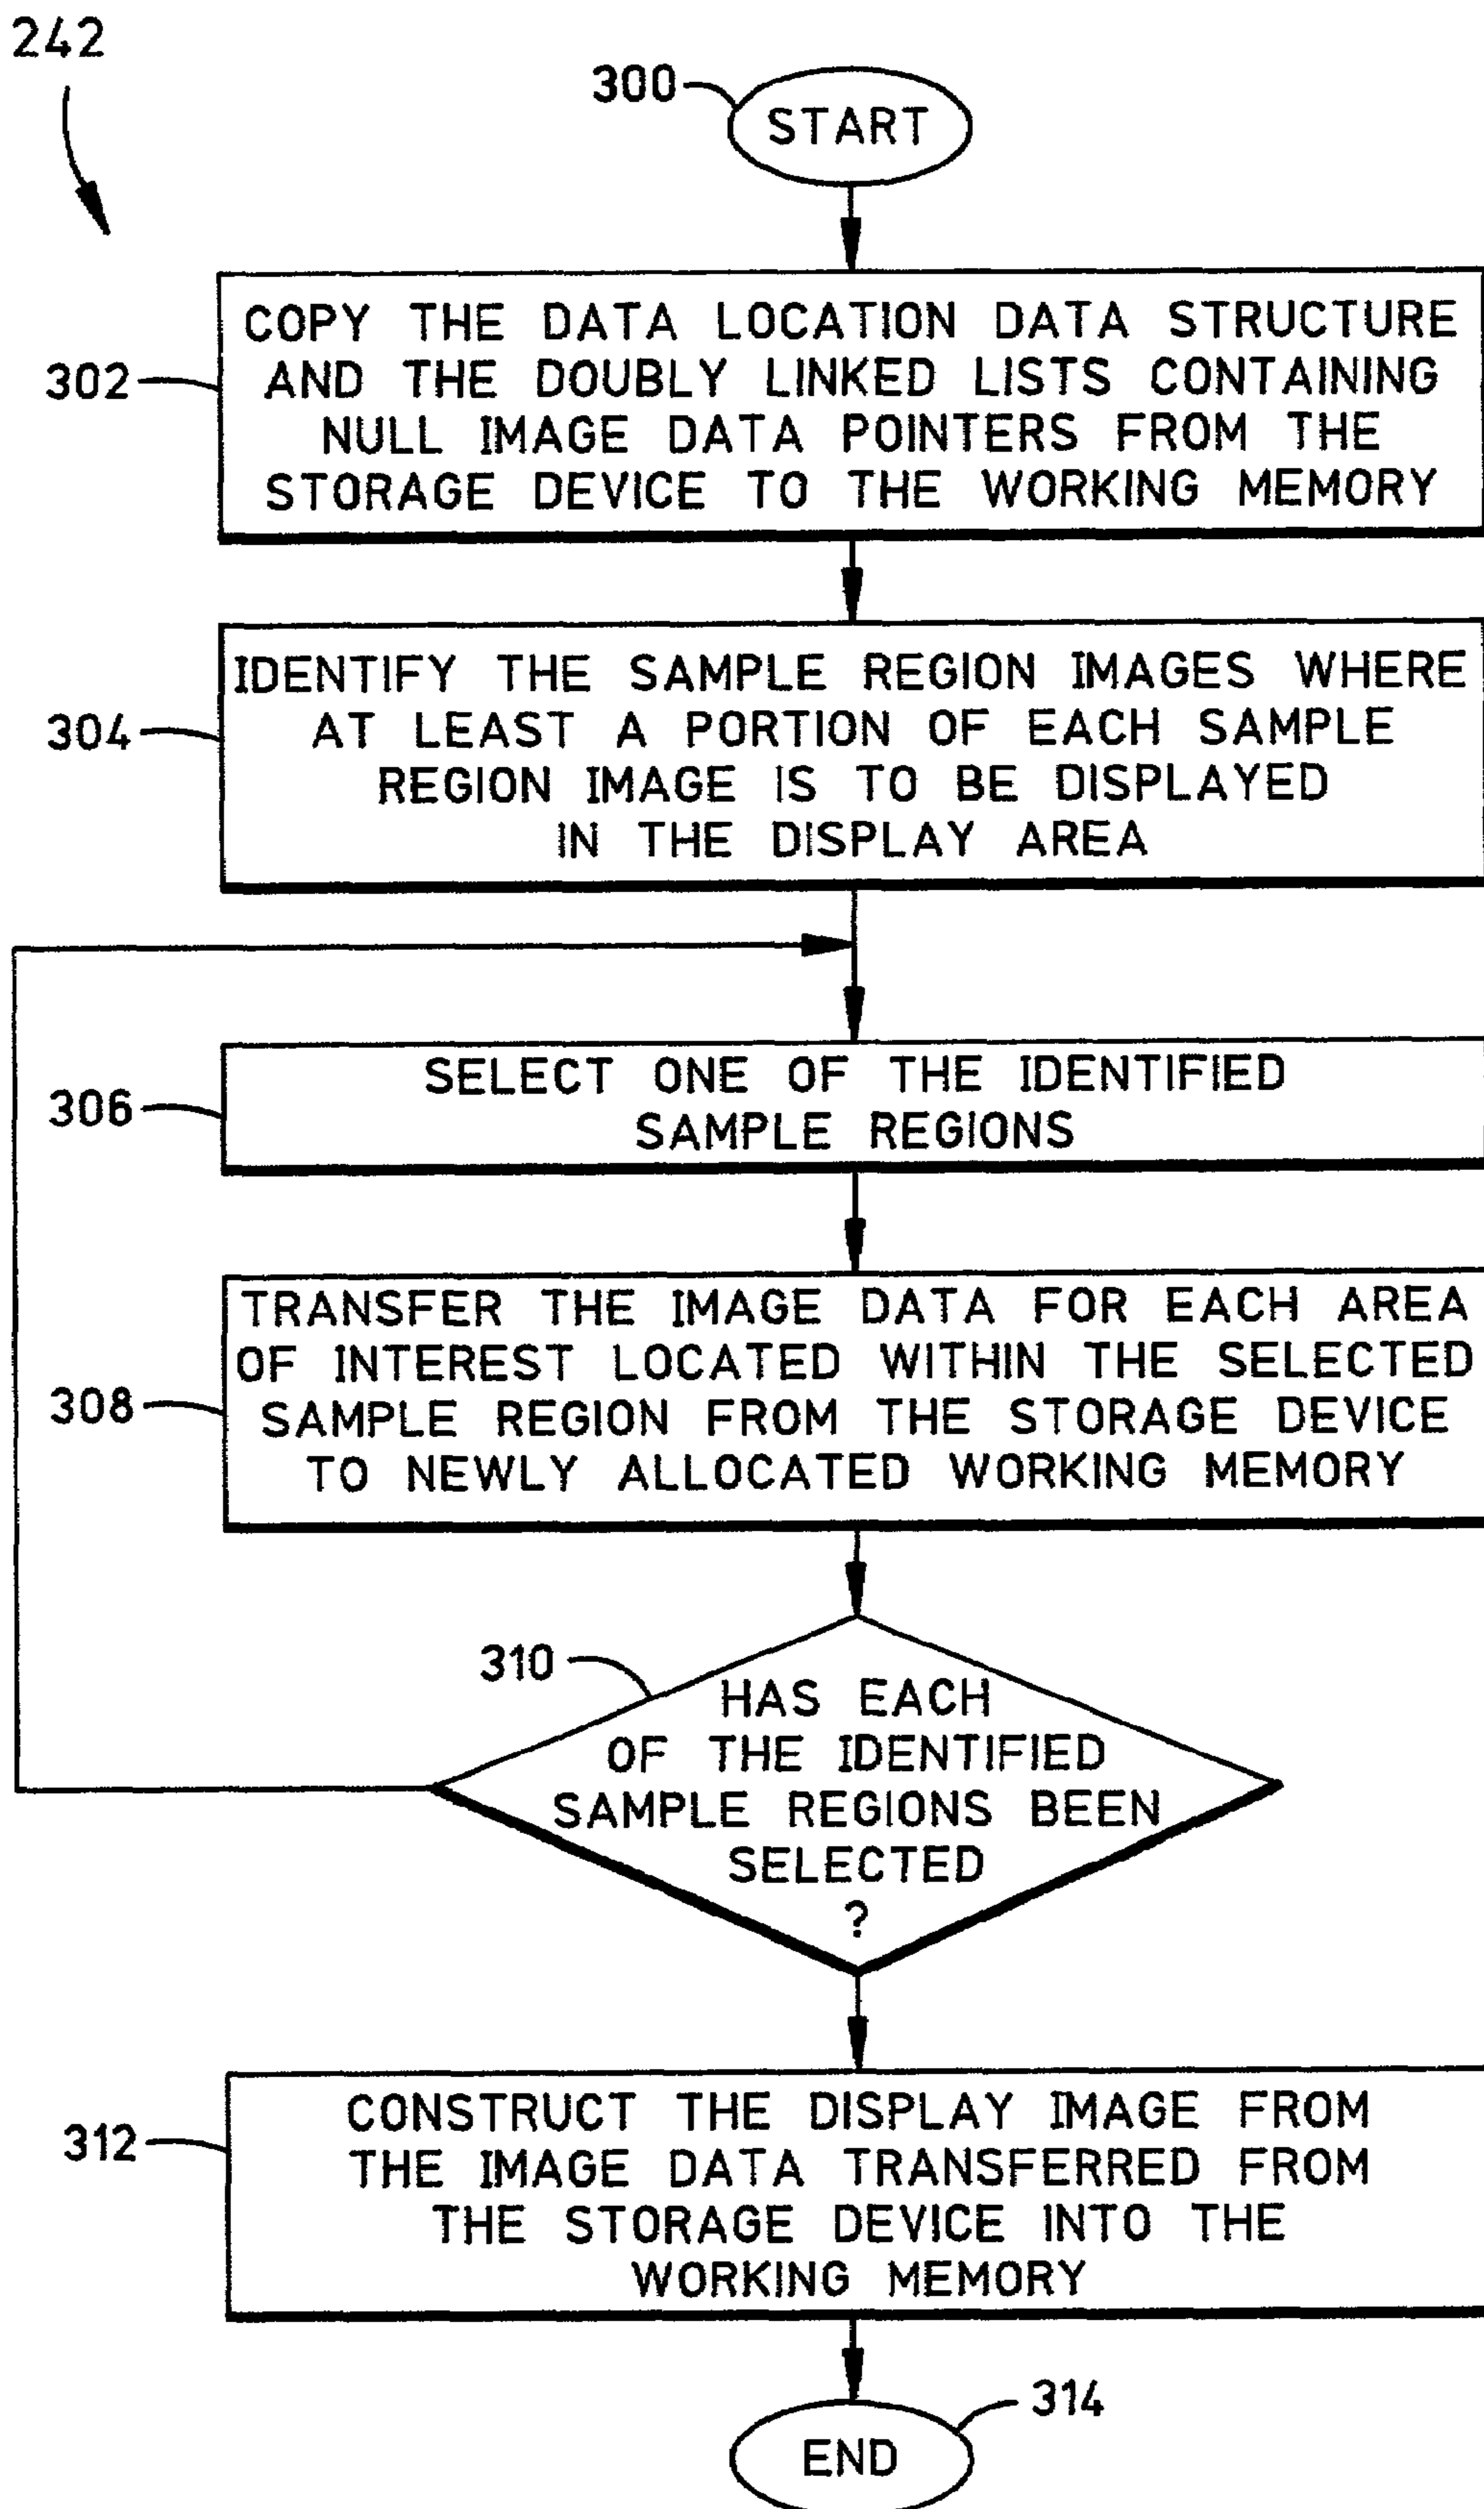 242
300
START
302
COPY THE DATA LOCATION DATA STRUCTURE
AND THE DOUBLY LINKED LISTS CONTAINING
NULL IMAGE DATA POINTERS FROM THE
STORAGE DEVICE TO THE WORKING MEMORY
304
IDENTIFY THE SAMPLE REGION IMAGES WHERE
AT LEAST A PORTION OF EACH SAMPLE
REGION IMAGE IS TO BE DISPLAYED
IN THE DISPLAY AREA
306
SELECT ONE OF THE IDENTIFIED
SAMPLE REGIONS
308
TRANSFER THE IMAGE DATA FOR EACH AREA
OF INTEREST LOCATED WITHIN THE SELECTED
SAMPLE REGION FROM THE STORAGE DEVICE
TO NEWLY ALLOCATED WORKING MEMORY
310
HAS EACH
OF THE IDENTIFIED
SAMPLE REGIONS BEEN
SELECTED
?
312
CONSTRUCT THE DISPLAY IMAGE FROM
THE IMAGE DATA TRANSFERRED FROM
THE STORAGE DEVICE INTO THE
WORKING MEMORY
314
END